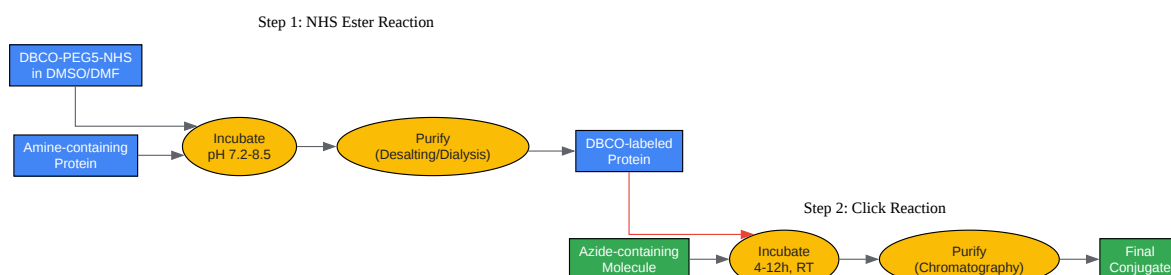 Step 1: NHS Ester Reaction
DBCO-PEG5-NHS
in DMSO/DMF
Amine-containing
Protein
Incubate
pH 7.2-8.5
Purify
(Desalting/Dialysis)
DBCO-labeled
Protein
Step 2: Click Reaction
Azide-containing
Molecule
Incubate
4-12h, RT
Purify
(Chromatography)
Final
Conjugate